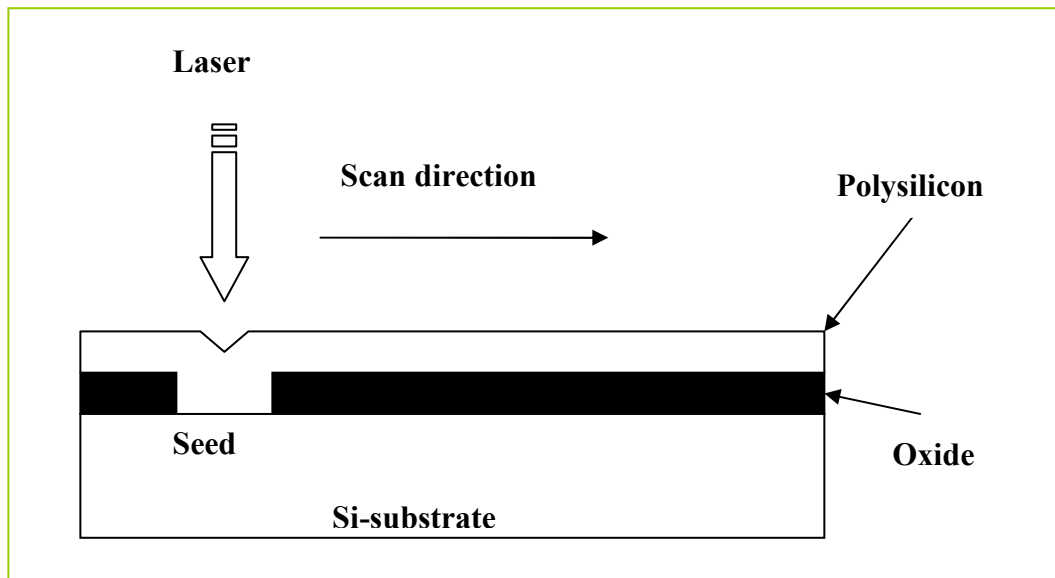 Laser
Scan direction
Polysilicon
Seed
Oxide
Si-substrate